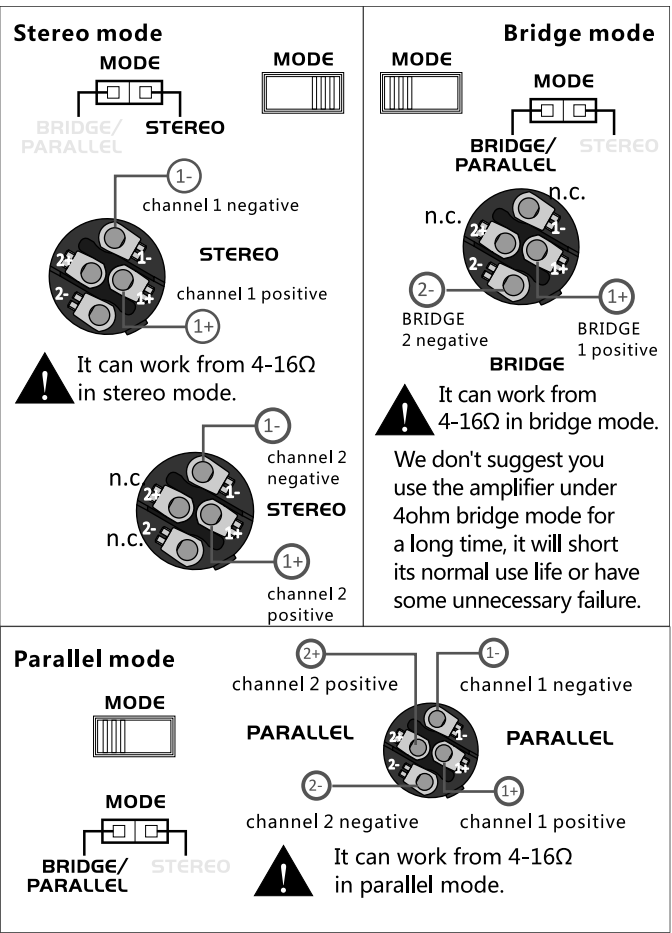 Stereo mode
MODE
MODE
BRIDGE/
PARALLEL
STEREO
1-
channel 1 negative
2+
1-
STEREO
2-
1+
channel 1 positive
1+
It can work from 4-16Ω
in stereo mode.
1-
channel 2
negative
n.c.
2+
1-
STEREO
n.c.
2-
1+
1+
channel 2
positive
Bridge mode
MODE
MODE
BRIDGE/
PARALLEL
STEREO
n.c.
n.c.
2+
1-
2-
1+
2-
BRIDGE
2 negative
1+
BRIDGE
1 positive
BRIDGE
It can work from
4-16Ω in bridge mode.
We don't suggest you
use the amplifier under
4ohm bridge mode for
a long time, it will short
its normal use life or have
some unnecessary failure.
Parallel mode
MODE
MODE
BRIDGE/
PARALLEL
STEREO
2+
channel 2 positive
1-
channel 1 negative
PARALLEL
2+
1-
PARALLEL
2-
1+
2-
channel 2 negative
1+
channel 1 positive
It can work from 4-16Ω
in parallel mode.